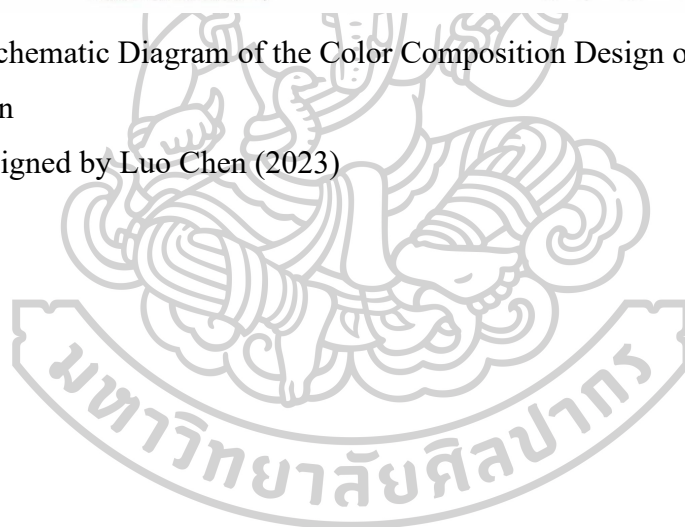 chematic Diagram of the Color Composition Design o
n
igned by Luo Chen (2023)
มหาวิทยาลัยศิลปากร